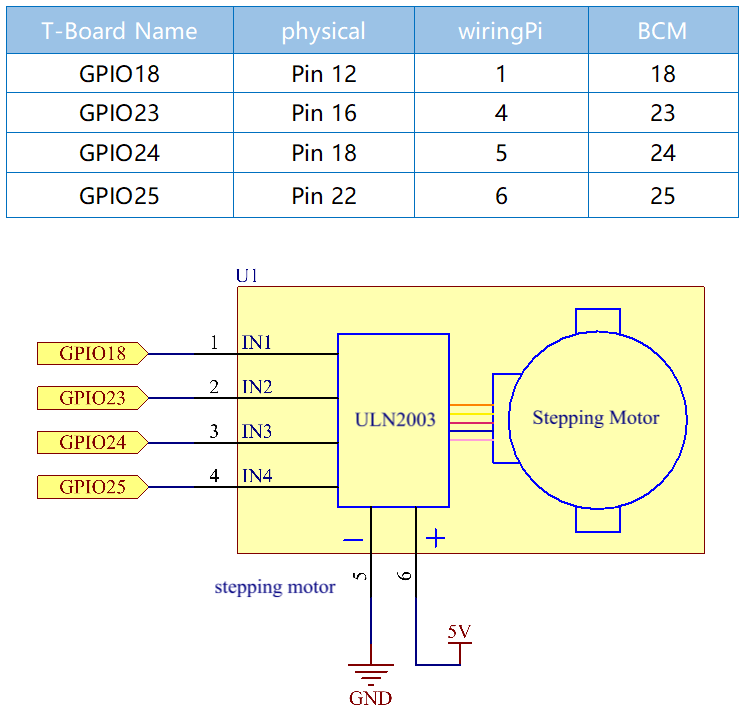 T-Board Name physical wiringPi BCM
GPIO18 Pin 12 1 18
GPIO23 Pin 16 4 23
GPIO24 Pin 18 5 24
GPIO25 Pin 22 6 25
U1
GPIO18 1 IN1
GPIO23 2 IN2
GPIO24 3 IN3
GPIO25 4 IN4
ULN2003
Stepping Motor
− +
5 6
stepping motor
5V
GND